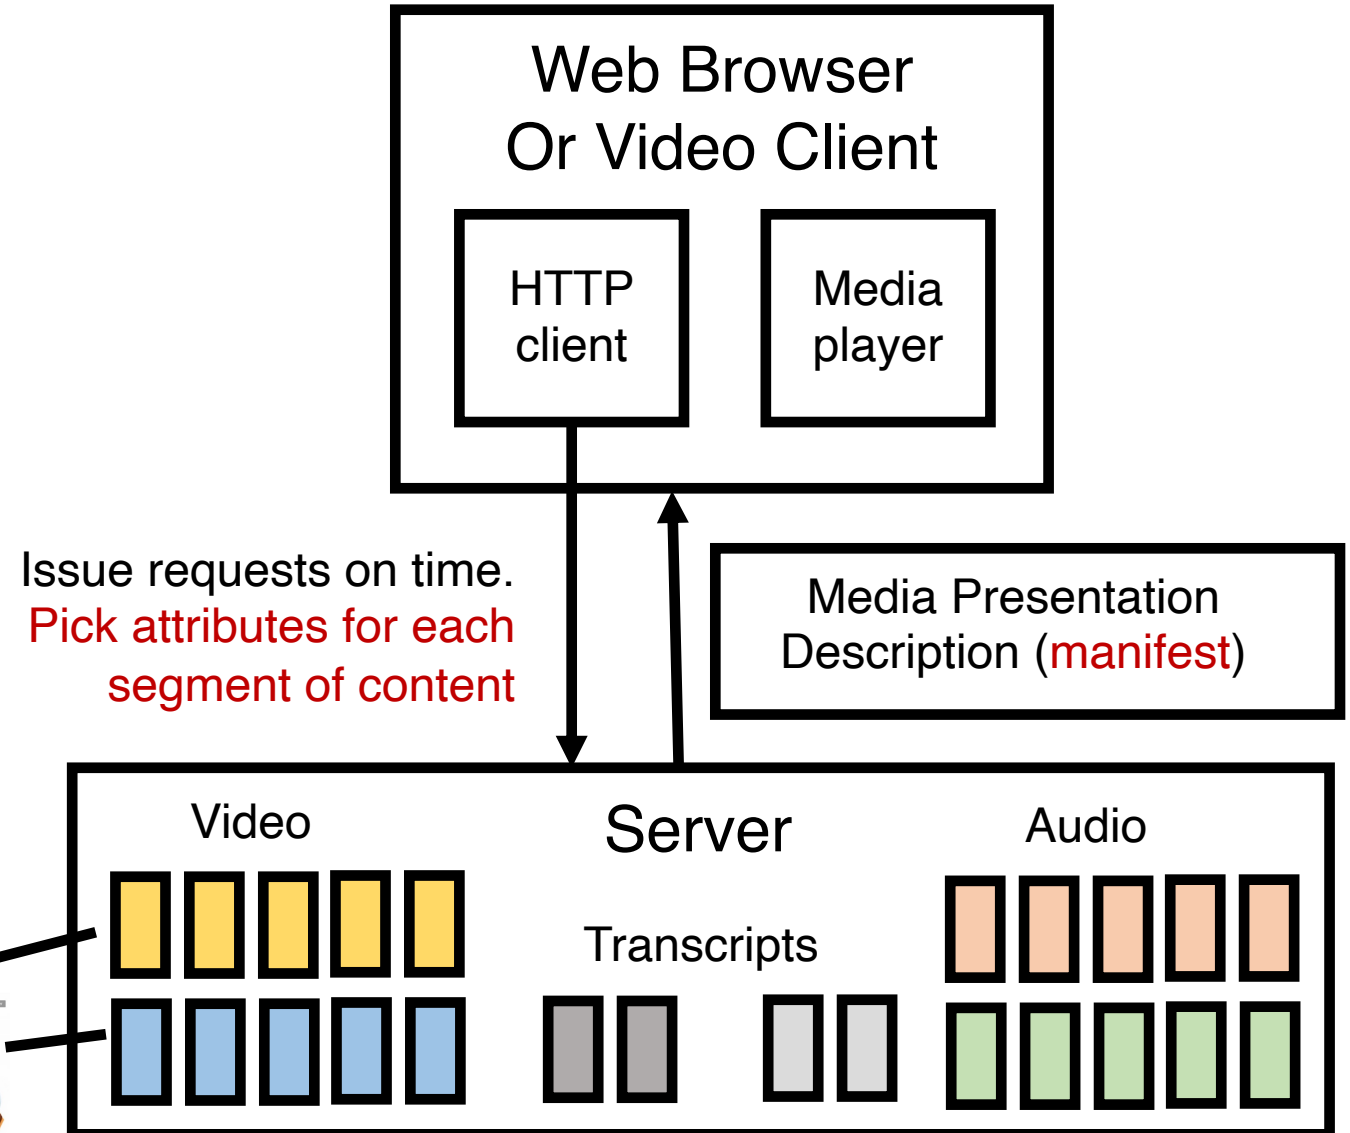 Web Browser
Or Video Client
HTTP
client
Media
player
Issue requests on time.
Pick attributes for each
segment of content
Media Presentation
Description (manifest)
Video
Server
Audio
Transcripts